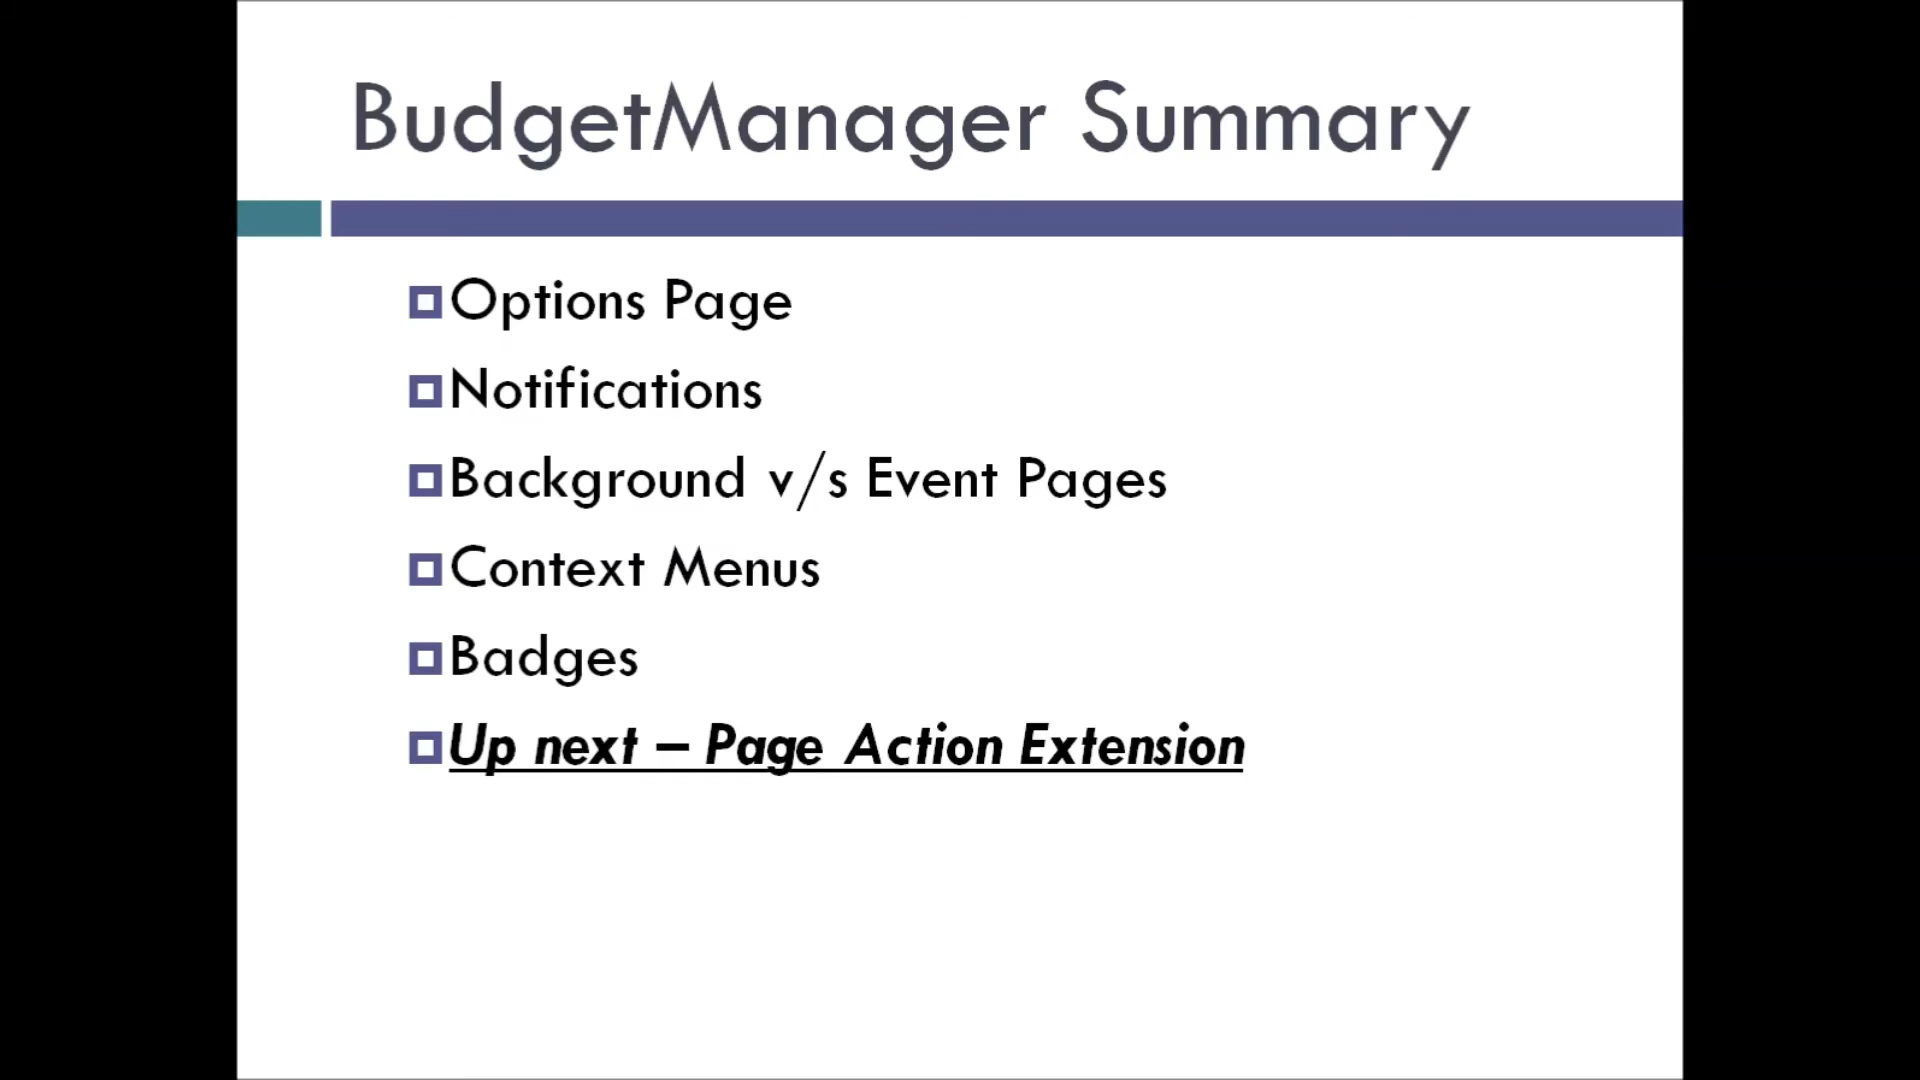 BudgetManager Summary
Options Page
Notifications
Background v/s Event Pages
Context Menus
Badges
Up next – Page Action Extension